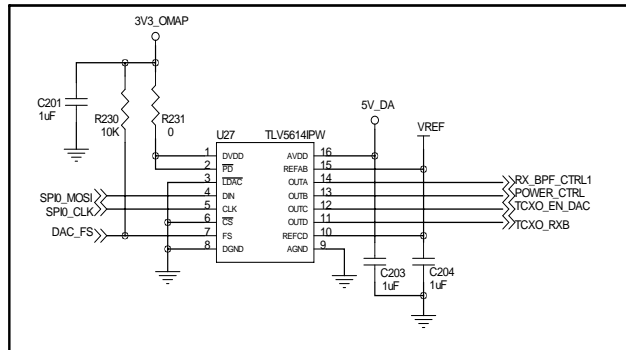 3V3_OMAP
C201
1uF
R230
10K
R231
0
5V_DA
VREF
U27
TLV5614IPW
1
DVDD
AVDD
16
2
PD
REFAB
15
3
LDAC
OUTA
14
RX_BPF_CTRL1
SPI0_MOSI
4
DIN
OUTB
13
POWER_CTRL
SPI0_CLK
5
CLK
OUTC
12
TCXO_EN_DAC
6
CS
OUTD
11
TCXO_RXB
DAC_FS
7
FS
REFCD
10
8
DGND
AGND
9
C203
1uF
C204
1uF